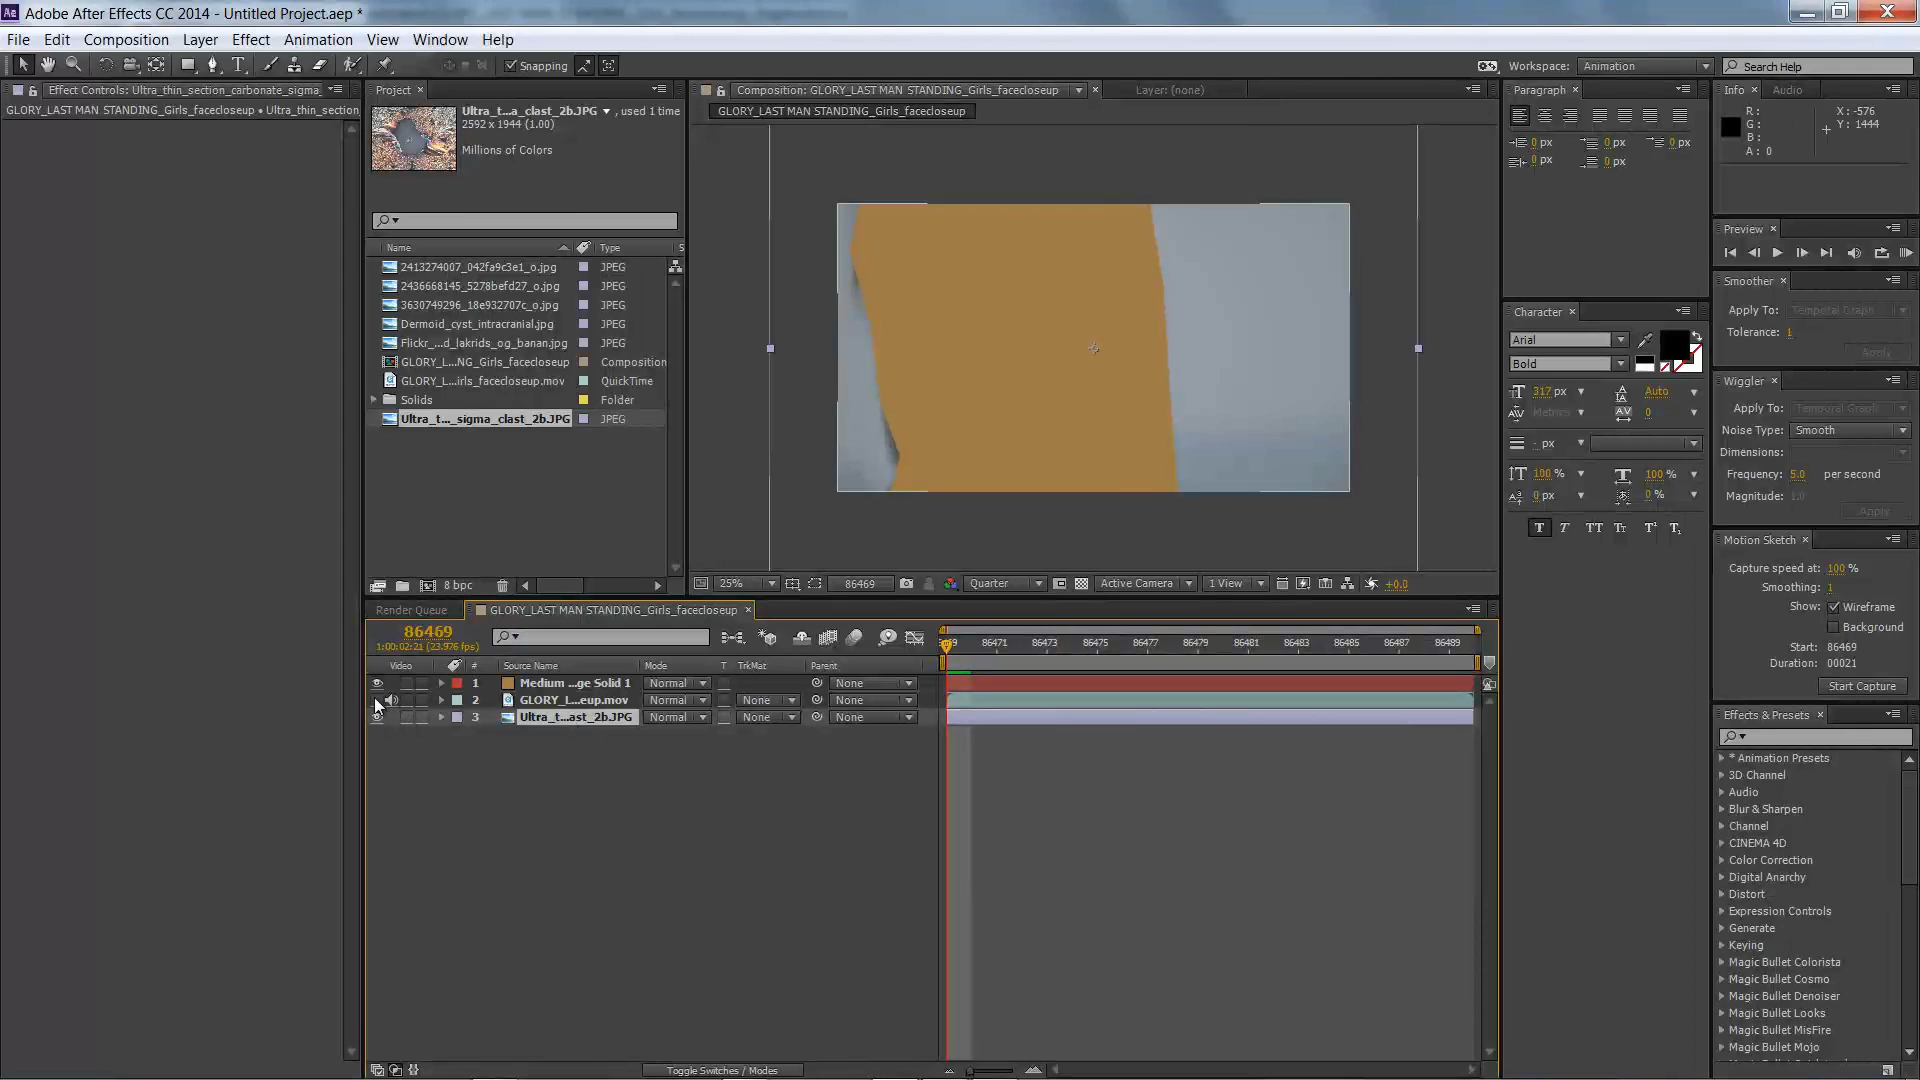 Adobe After Effects CC 2014 - Untitled Project.aep *
File Edit Composition Layer Effect Animation View Window Help
Snapping
Workspace: Animation
Search Help
Effect Controls: Ultra_thin_section_carbonate_sigma_
GLORY_LAST MAN STANDING_Girls_facecloseup • Ultra_thin_section
Project
Ultra_t...a_clast_2b.JPG , used 1 time
2592 x 1944 (1.00)
Millions of Colors
Name Type S
2413274007_042fa9c3e1_o.jpg JPEG
2436668145_5278befd27_o.jpg JPEG
3630749296_18e932707c_o.jpg JPEG
Dermoid_cyst_intracranial.jpg JPEG
Flickr_...d_lakrids_og_banan.jpg JPEG
GLORY_L...NG_Girls_facecloseup Composition
GLORY_L...irls_facecloseup.mov QuickTime
Solids Folder
Ultra_t..._sigma_clast_2b.JPG JPEG
8 bpc
Composition: GLORY_LAST MAN STANDING_Girls_facecloseup
Layer: (none)
GLORY_LAST MAN STANDING_Girls_facecloseup
25% 86469 Quarter Active Camera 1 View +0.0
Render Queue
GLORY_LAST MAN STANDING_Girls_facecloseup
86469
1:00:02:21 (23.976 fps)
69 86471 86473 86475 86477 86479 86481 86483 86485 86487 86489
Video # Source Name Mode T TrkMat Parent
1 Medium ...ge Solid 1 Normal None
2 GLORY_L...eup.mov Normal None None
3 Ultra_t...ast_2b.JPG Normal None None
Toggle Switches / Modes
Paragraph
0 px 0 px 0 px
0 px 0 px
Character
Arial
Bold
317 px Auto
Metrics 0
- px
100 % 100 %
0 px 0 %
T T TT Tt T¹ T₁
Info Audio
R: X: -576
G: Y: 1444
B:
A: 0
Preview
Smoother
Apply To: Temporal Graph
Tolerance: 1
Apply
Wiggler
Apply To: Temporal Graph
Noise Type: Smooth
Dimensions:
Frequency: 5.0 per second
Magnitude: 1.0
Apply
Motion Sketch
Capture speed at: 100 %
Smoothing: 1
Show: Wireframe
Background
Start: 86469
Duration: 00021
Start Capture
Effects & Presets
* Animation Presets
3D Channel
Audio
Blur & Sharpen
Channel
CINEMA 4D
Color Correction
Digital Anarchy
Distort
Expression Controls
Generate
Keying
Magic Bullet Colorista
Magic Bullet Cosmo
Magic Bullet Denoiser
Magic Bullet Looks
Magic Bullet MisFire
Magic Bullet Mojo